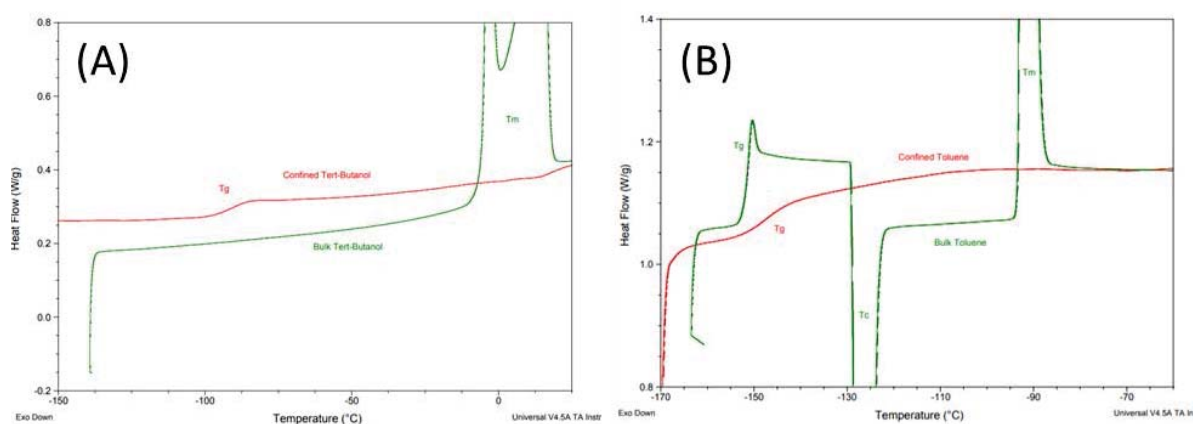 (A)
0.8
0.6
0.4
0.2
0.0
-0.2
Heat Flow (W/g)
Tm
Confined Tert-Butanol
Tg
Bulk Tert-Butanol
-150
-100
-50
0
Exo Down
Temperature (°C)
Universal V4.5A TA Instr
(B)
1.4
1.2
1.0
0.8
Heat Flow (W/g)
Tm
Tg
Confined Toluene
Tg
Bulk Toluene
Tc
-170
-150
-130
-110
-90
-70
Exo Down
Temperature (°C)
Universal V4.5A TA In